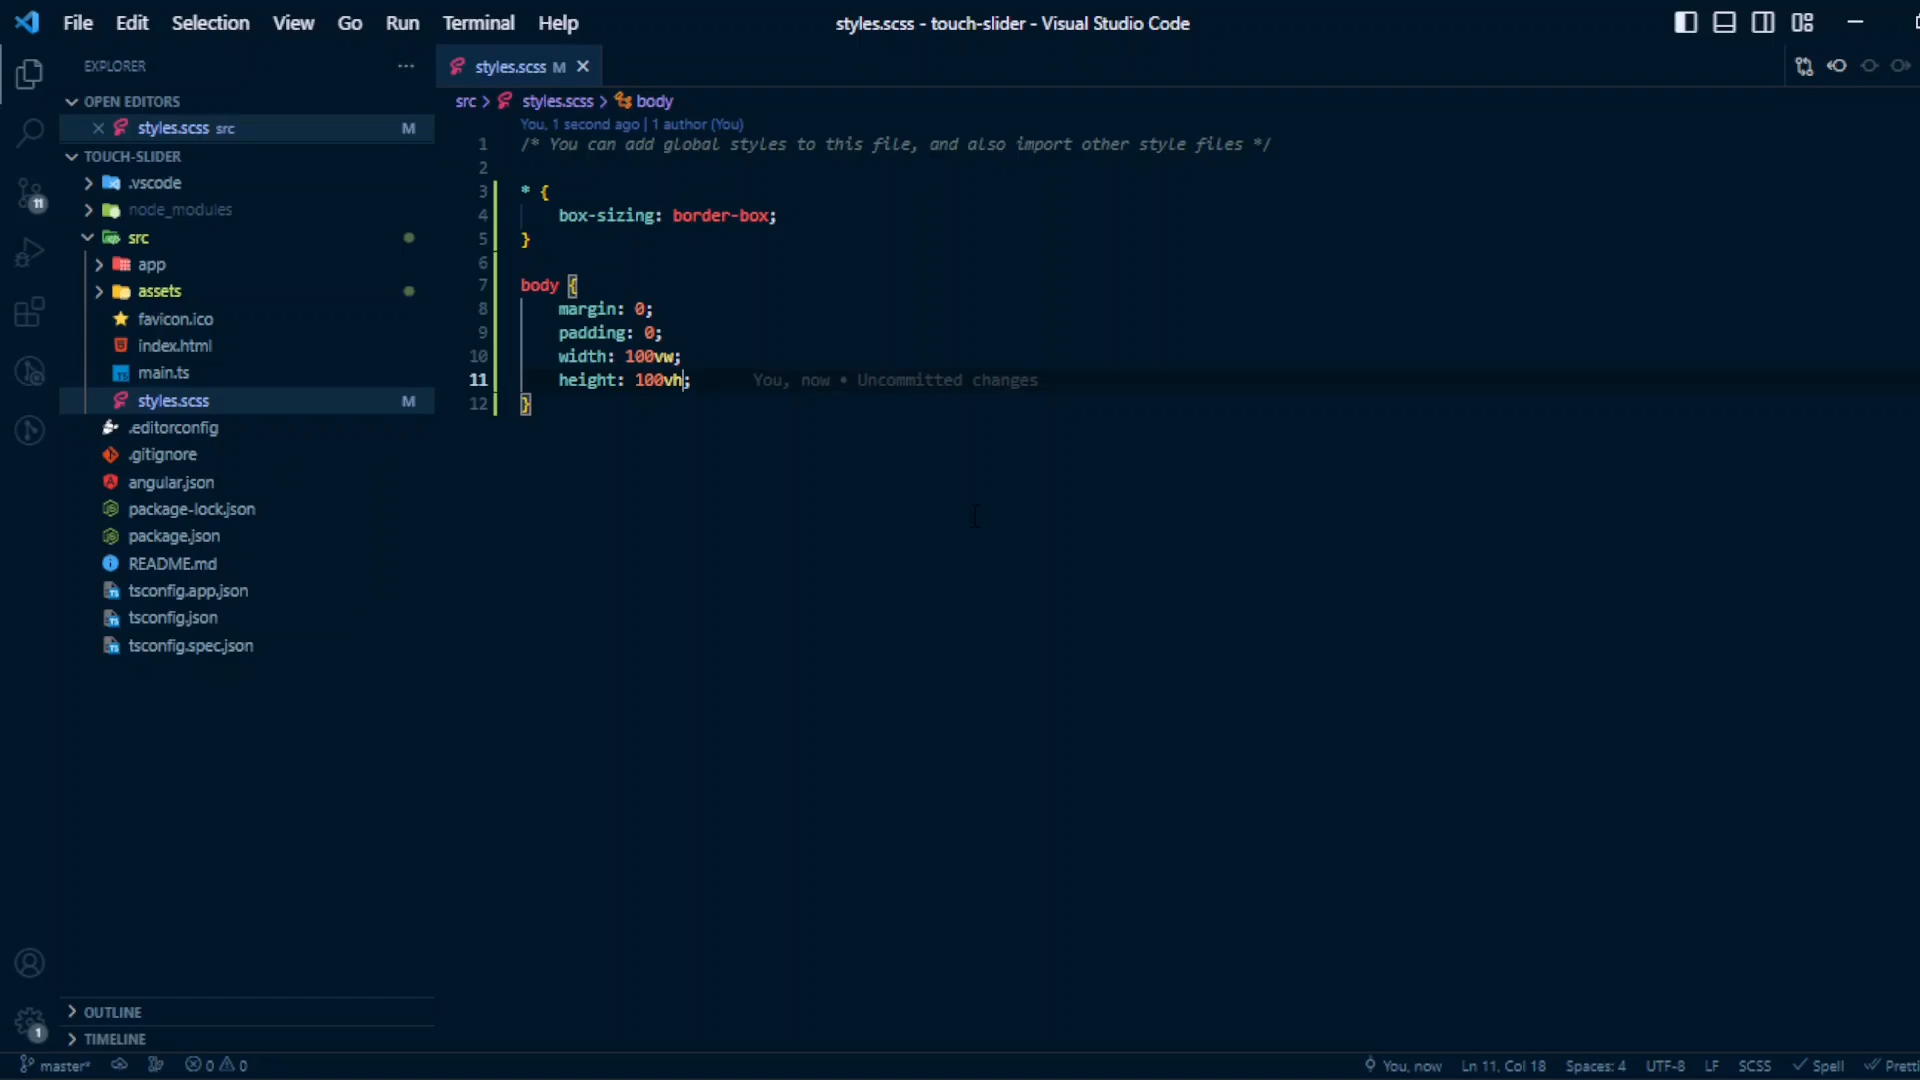 File Edit Selection View Go Run Terminal Help
styles.scss - touch-slider - Visual Studio Code
EXPLORER
OPEN EDITORS
styles.scss src M
TOUCH-SLIDER
.vscode
node_modules
src
app
assets
favicon.ico
index.html
main.ts
styles.scss M
.editorconfig
.gitignore
angular.json
package-lock.json
package.json
README.md
tsconfig.app.json
tsconfig.json
tsconfig.spec.json
11
OUTLINE
TIMELINE
1
styles.scss M
src > styles.scss > body
You, 1 second ago | 1 author (You)
1 /* You can add global styles to this file, and also import other style files */
2
3 * {
4 box-sizing: border-box;
5 }
6
7 body {
8 margin: 0;
9 padding: 0;
10 width: 100vw;
11 height: 100vh; You, now • Uncommitted changes
12 }
master* 0 0 You, now Ln 11, Col 18 Spaces: 4 UTF-8 LF SCSS Spell Pretti